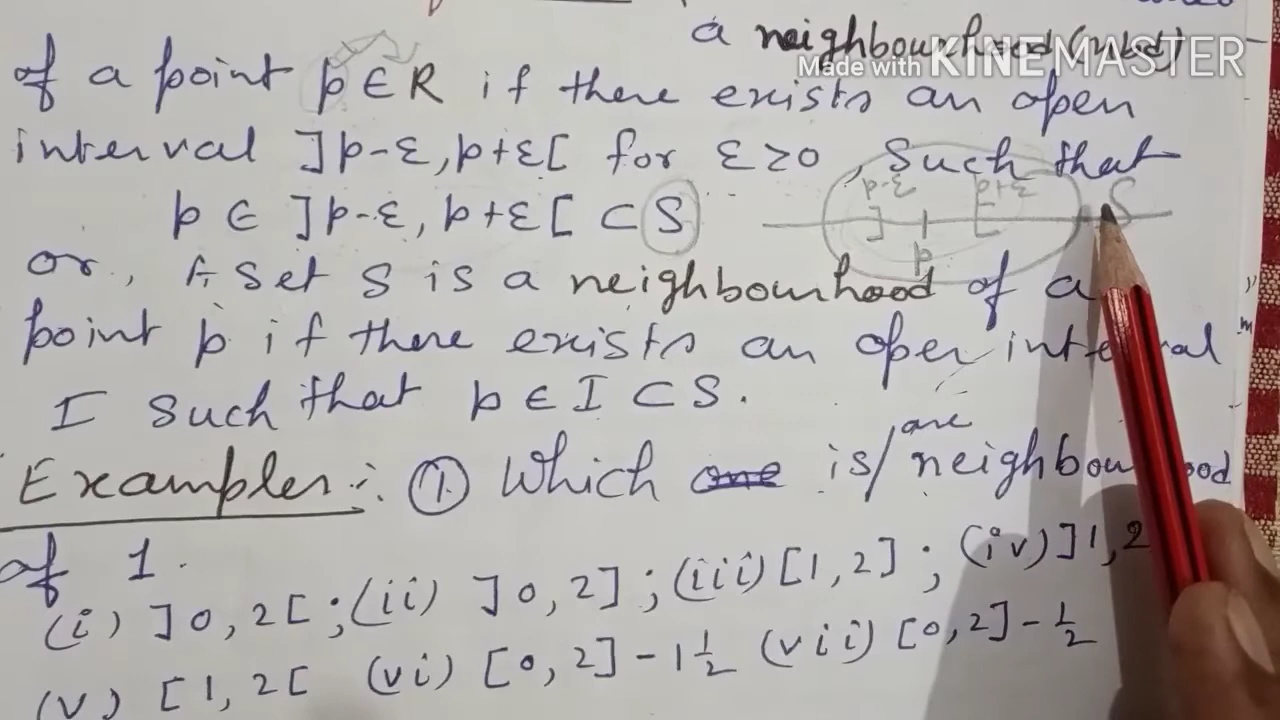 a neighbourhood (nbd)
Made with KINEMASTER
of a point p ∈ R if there exists an open
interval ]p-ε, p+ε[ for ε>0, such that
p ∈ ]p-ε, p+ε[ ⊂ S
p-ε p+ε S
p
or, A set S is a neighbourhood of a
point p if there exists an open interval
I such that p ∈ I ⊂ S.
are
Examples:. (1.) Which one is/ neighbourhood
of 1.
(i) ]0, 2[ ; (ii) ]0, 2] ; (iii) [1, 2] ; (iv) ]1, 2
(v) [1, 2[ (vi) [0, 2] - 1 1/2 (vii) [0, 2] - 1/2